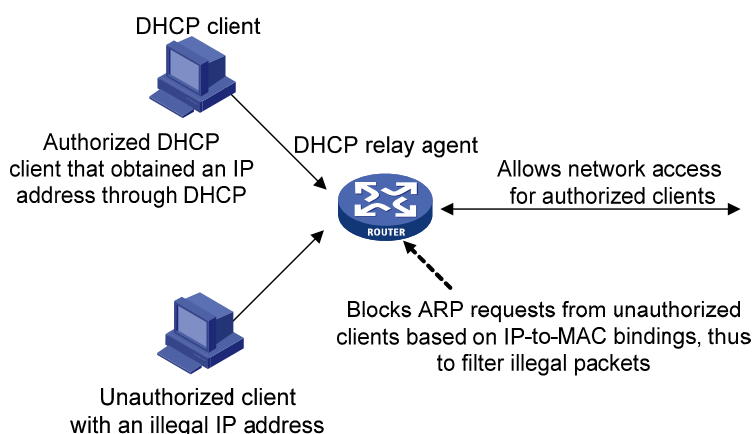 DHCP client
Authorized DHCP
client that obtained an IP
address through DHCP
DHCP relay agent
ROUTER
Allows network access
for authorized clients
Blocks ARP requests from unauthorized
clients based on IP-to-MAC bindings, thus
to filter illegal packets
Unauthorized client
with an illegal IP address